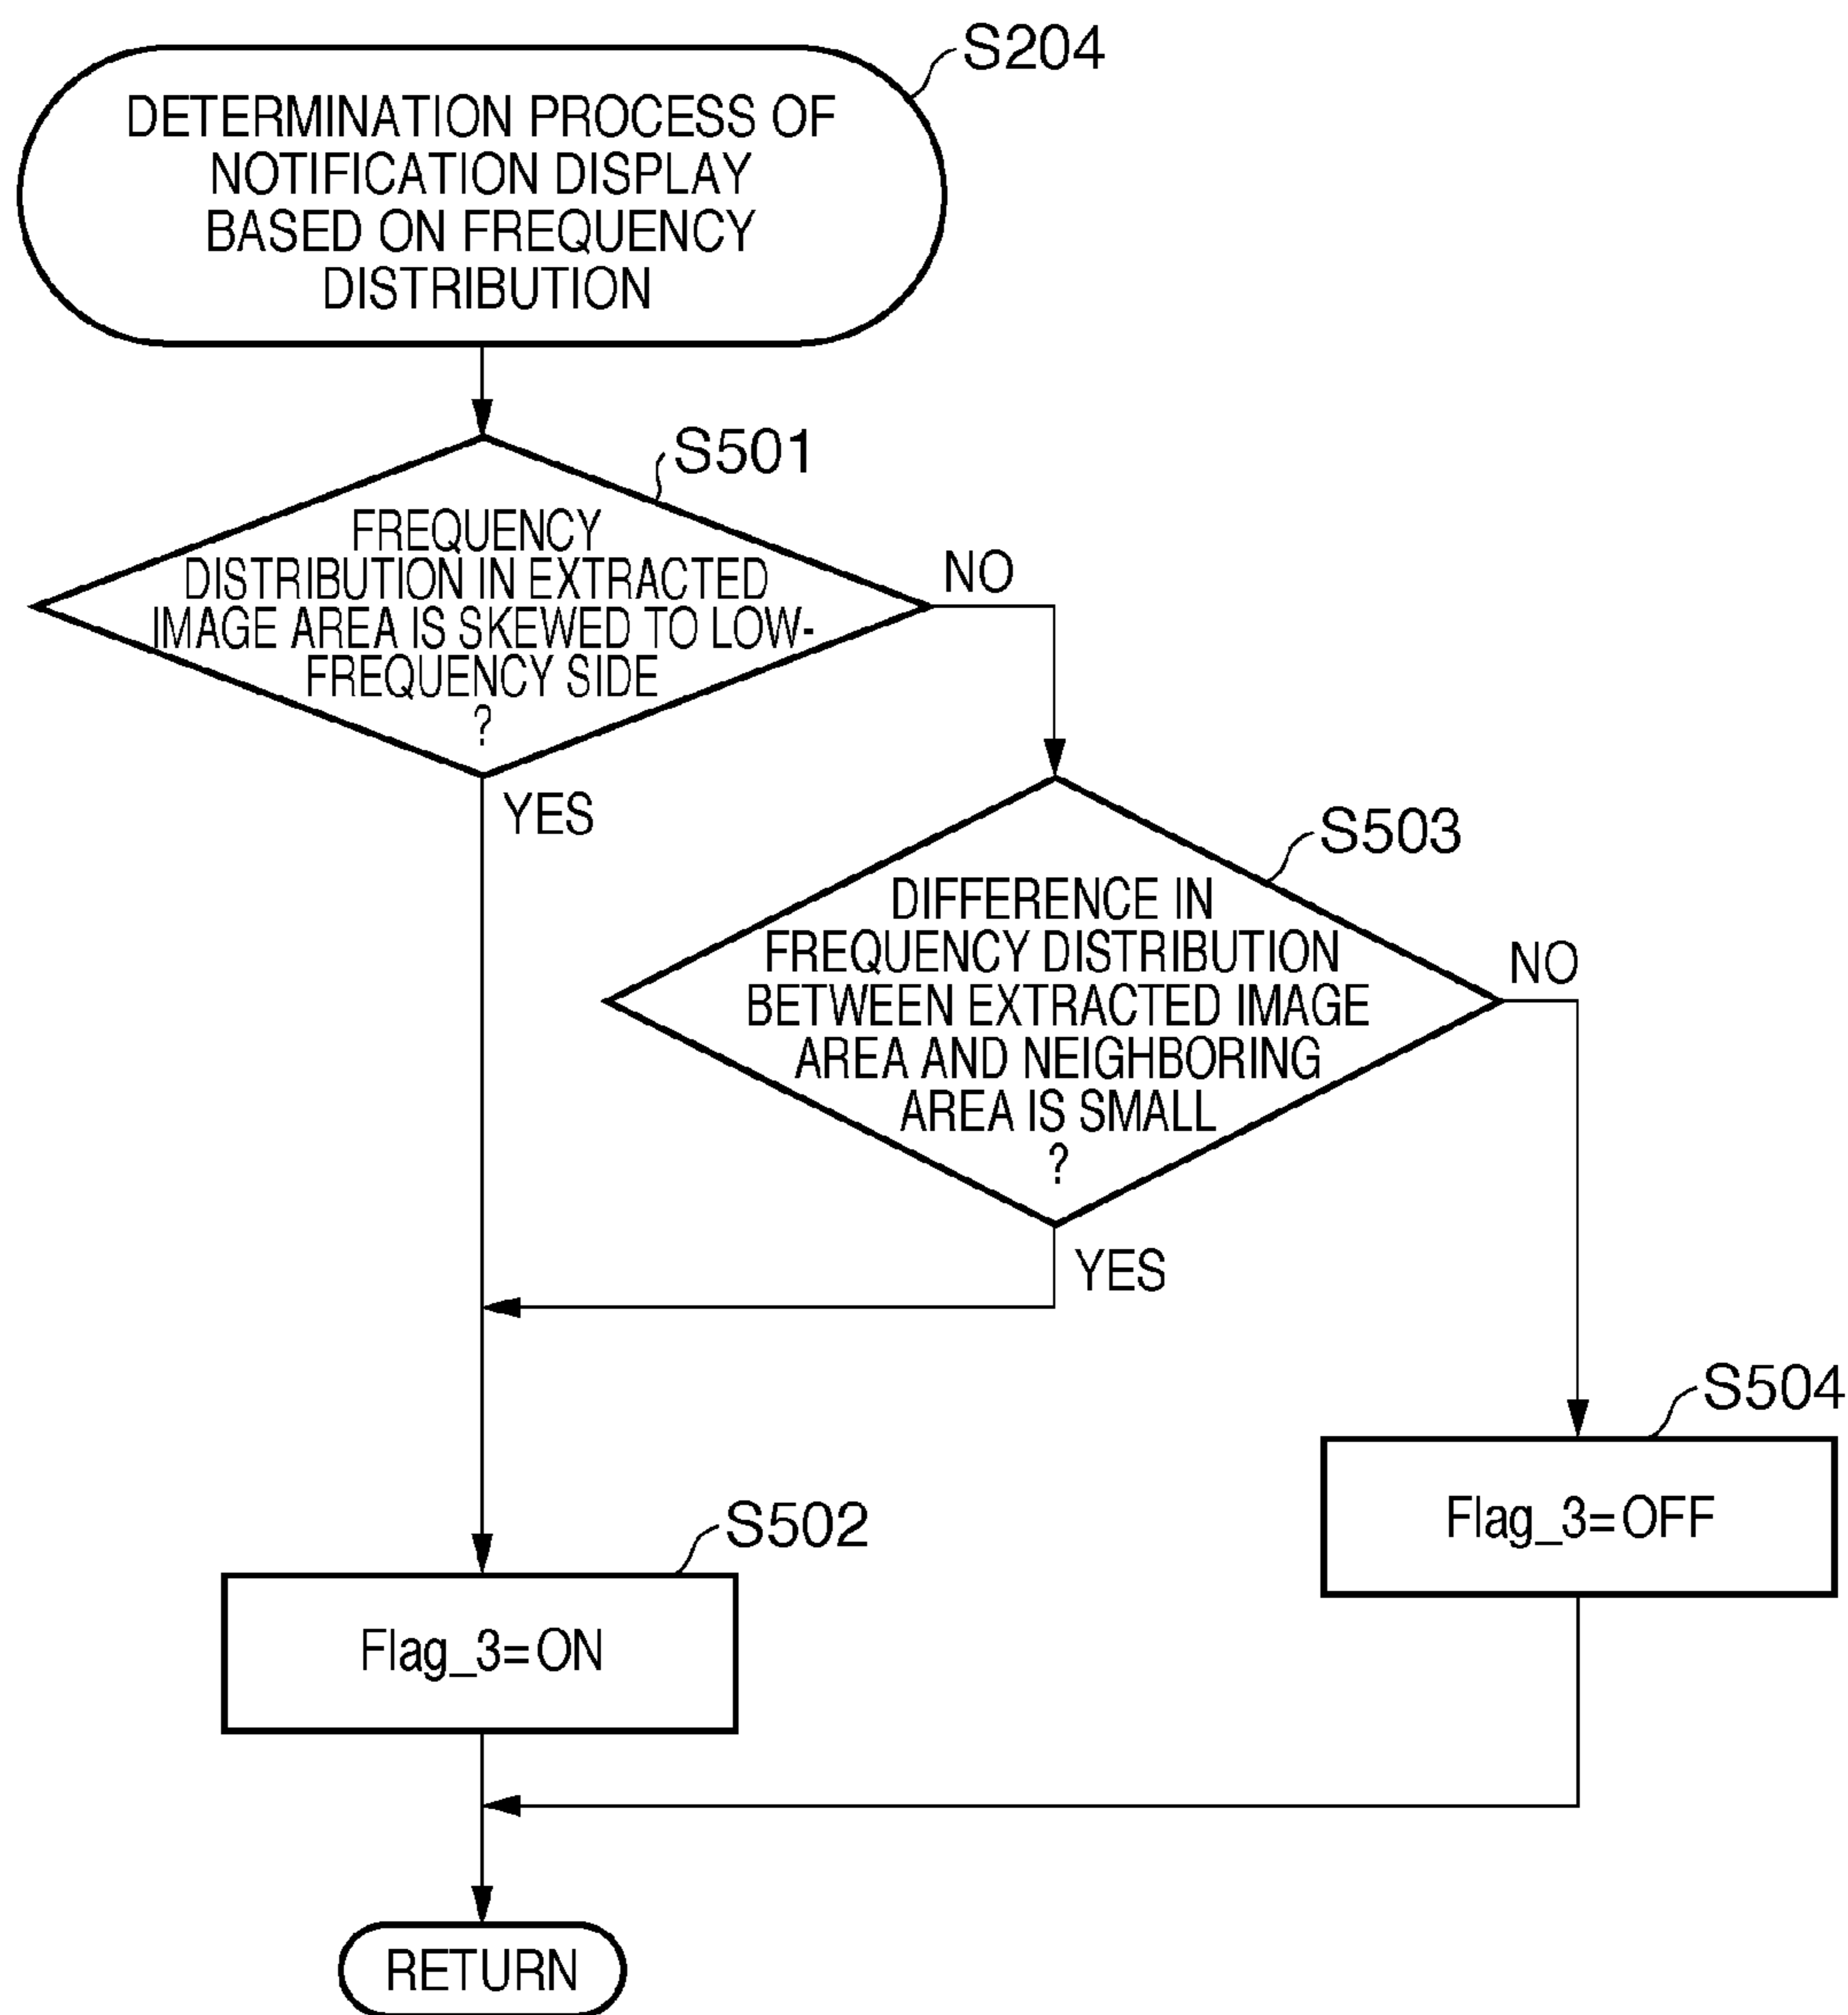 S204
DETERMINATION PROCESS OF
NOTIFICATION DISPLAY
BASED ON FREQUENCY
DISTRIBUTION
S501
FREQUENCY
DISTRIBUTION IN EXTRACTED
IMAGE AREA IS SKEWED TO LOW-
FREQUENCY SIDE
?
NO
YES
S503
DIFFERENCE IN
FREQUENCY DISTRIBUTION
BETWEEN EXTRACTED IMAGE
AREA AND NEIGHBORING
AREA IS SMALL
?
NO
YES
S504
Flag_3=OFF
S502
Flag_3=ON
RETURN